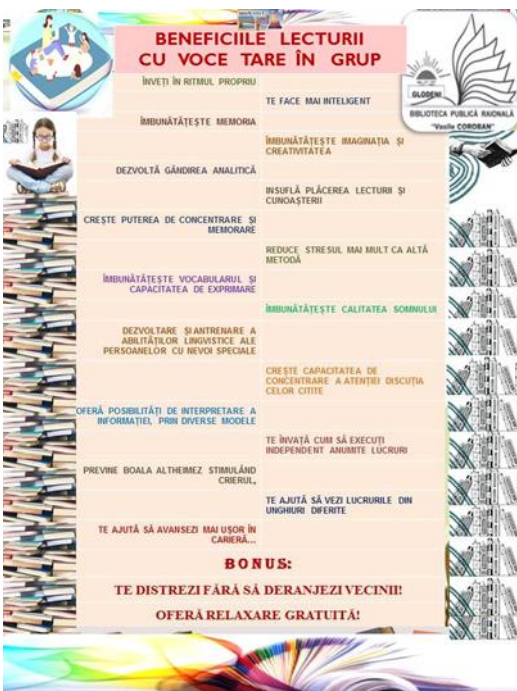 BENEFICIILE LECTURII
CU VOCE TARE ÎN GRUP
GLODENI
BIBLIOTECA PUBLICĂ RAIONALĂ
"Vasile COROBAN"
ÎNVEȚI ÎN RITMUL PROPRIU
TE FACE MAI INTELIGENT
ÎMBUNĂTĂȚEȘTE MEMORIA
ÎMBUNĂTĂȚEȘTE IMAGINAȚIA ȘI
CREATIVITATEA
DEZVOLTĂ GÂNDIREA ANALITICĂ
INSUFLĂ PLĂCEREA LECTURII ȘI
CUNOAȘTERII
CREȘTE PUTEREA DE CONCENTRARE ȘI
MEMORARE
REDUCE STRESUL MAI MULT CA ALTĂ
METODĂ
ÎMBUNĂTĂȚEȘTE VOCABULARUL ȘI
CAPACITATEA DE EXPRIMARE
ÎMBUNĂTĂȚEȘTE CALITATEA SOMNULUI
DEZVOLTARE ȘI ANTRENARE A
ABILITĂȚILOR LINGVISTICE ALE
PERSOANELOR CU NEVOI SPECIALE
CREȘTE CAPACITATEA DE
CONCENTRARE A ATENȚIEI DISCUȚIA
CELOR CITITE
OFERĂ POSIBILITĂȚI DE INTERPRETARE A
INFORMAȚIEI, PRIN DIVERSE MODELE
TE ÎNVAȚĂ CUM SĂ EXECUȚI
INDEPENDENT ANUMITE LUCRURI
PREVINE BOALA ALTHEIMEZ STIMULÂND
CRIERUL,
TE AJUTĂ SĂ VEZI LUCRURILE DIN
UNGHIURI DIFERITE
TE AJUTĂ SĂ AVANSEZI MAI UȘOR ÎN
CARIERĂ...
BONUS:
TE DISTREZI FĂRĂ SĂ DERANJEZI VECINII!
OFERĂ RELAXARE GRATUITĂ!